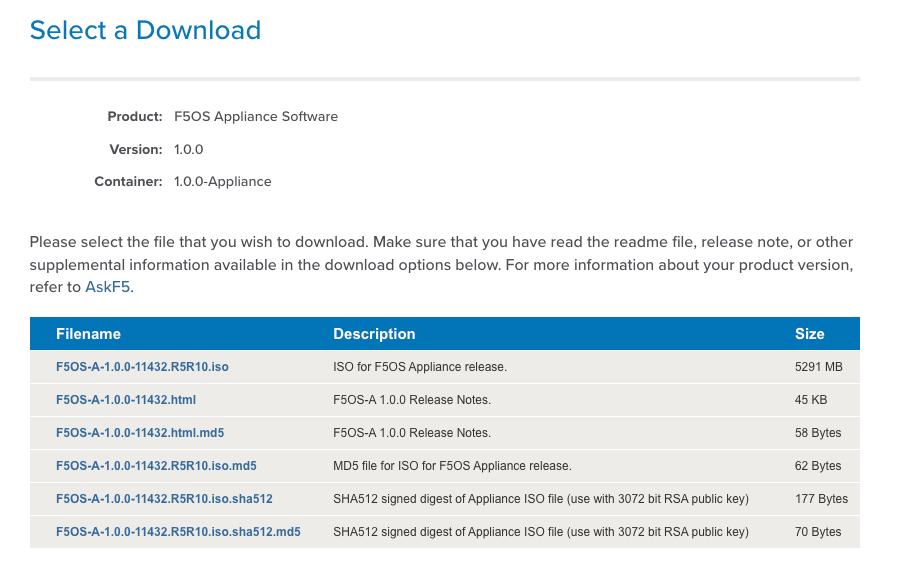 Select a Download
Product: F5OS Appliance Software
Version: 1.0.0
Container: 1.0.0-Appliance
Please select the file that you wish to download. Make sure that you have read the readme file, release note, or other
supplemental information available in the download options below. For more information about your product version,
refer to AskF5.
Filename Description Size
F5OS-A-1.0.0-11432.R5R10.iso ISO for F5OS Appliance release. 5291 MB
F5OS-A-1.0.0-11432.html F5OS-A 1.0.0 Release Notes. 45 KB
F5OS-A-1.0.0-11432.html.md5 F5OS-A 1.0.0 Release Notes. 58 Bytes
F5OS-A-1.0.0-11432.R5R10.iso.md5 MD5 file for ISO for F5OS Appliance release. 62 Bytes
F5OS-A-1.0.0-11432.R5R10.iso.sha512 SHA512 signed digest of Appliance ISO file (use with 3072 bit RSA public key) 177 Bytes
F5OS-A-1.0.0-11432.R5R10.iso.sha512.md5 SHA512 signed digest of Appliance ISO file (use with 3072 bit RSA public key) 70 Bytes